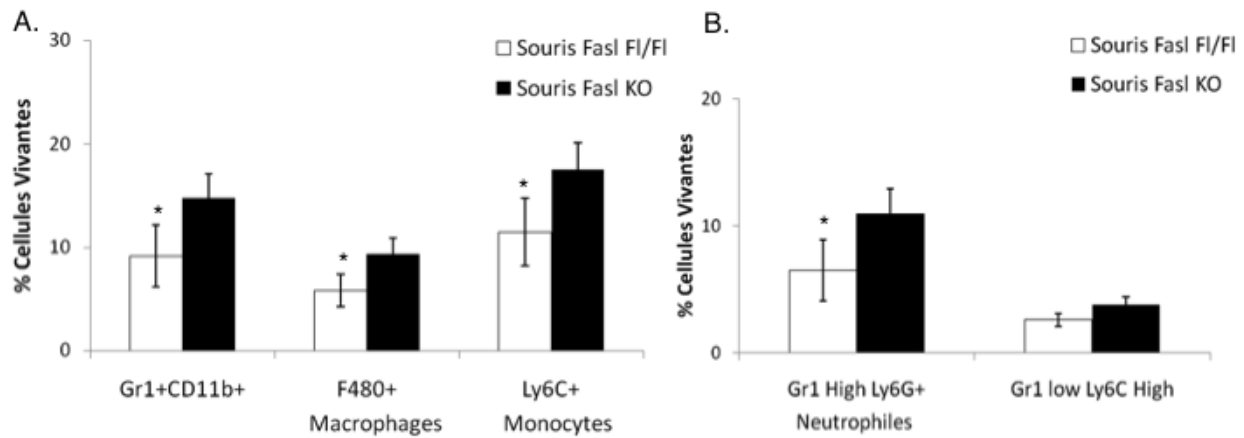 A.
30
20
10
0
% Cellules Vivantes
Souris Fasl Fl/Fl
Souris Fasl KO
*
*
*
Gr1+CD11b+
F480+
Macrophages
Ly6C+
Monocytes
B.
20
10
0
% Cellules Vivantes
Souris Fasl Fl/Fl
Souris Fasl KO
*
Gr1 High Ly6G+
Neutrophiles
Gr1 low Ly6C High